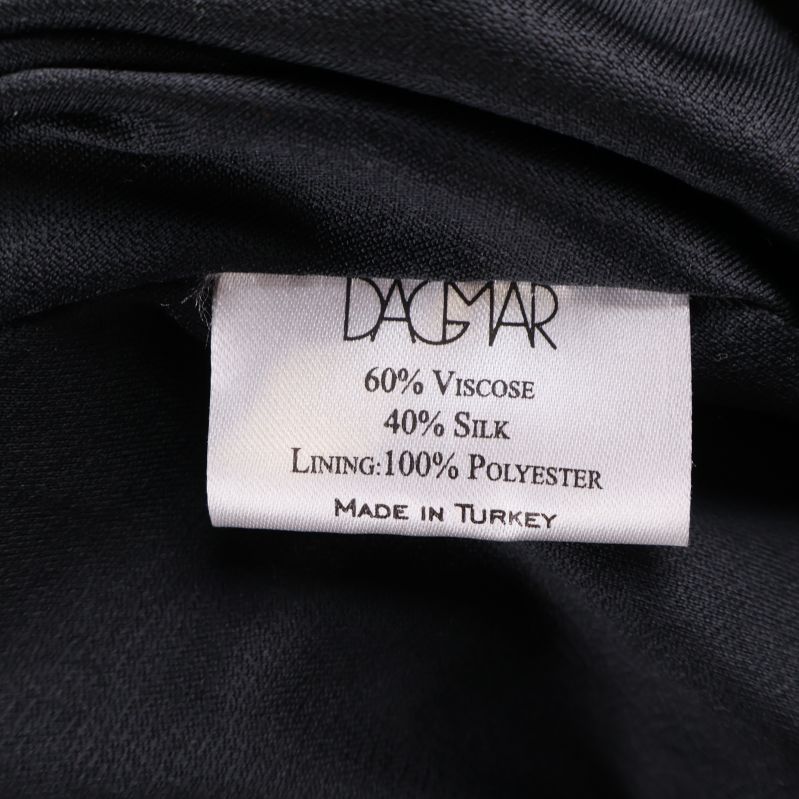 DAGMAR
60% VISCOSE
40% SILK
LINING:100% POLYESTER
MADE IN TURKEY